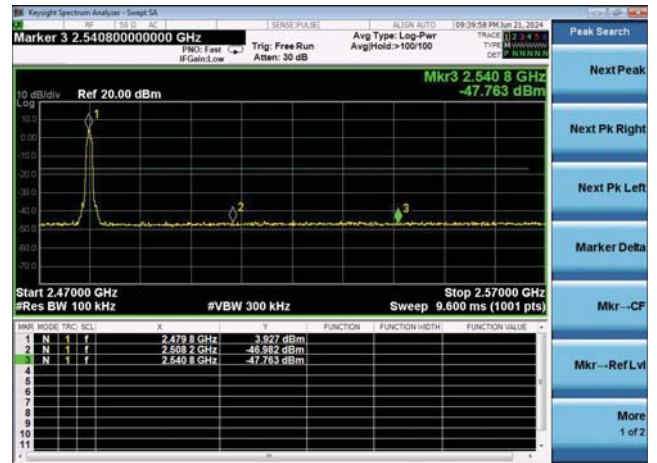 Keysight Spectrum Analyzer - Swept SA
RF 50 Ω AC SENSE:PULSE ALIGN AUTO 09:39:58 PM Jun 21, 2024
Marker 3 2.540800000000 GHz
PNO: Fast
IFGain:Low
Trig: Free Run
Atten: 30 dB
Avg Type: Log-Pwr
Avg|Hold:>100/100
TRACE 1 2 3 4 5 6
TYPE M WWWWW
DET P NNNNN
Mkr3 2.540 8 GHz
-47.763 dBm
10 dB/div Ref 20.00 dBm
Log
10.0
0.00
-10.0
-20.0
-30.0
-40.0
-50.0
-60.0
-70.0
1
2
3
Start 2.47000 GHz
Stop 2.57000 GHz
#Res BW 100 kHz
#VBW 300 kHz
Sweep 9.600 ms (1001 pts)
MKR MODE TRC SCL X Y FUNCTION FUNCTION WIDTH FUNCTION VALUE
1 N 1 f 2.479 8 GHz 3.927 dBm
2 N 1 f 2.508 2 GHz -46.982 dBm
3 N 1 f 2.540 8 GHz -47.763 dBm
4
5
6
7
8
9
10
11
Peak Search
Next Peak
Next Pk Right
Next Pk Left
Marker Delta
Mkr→CF
Mkr→Ref Lvl
More
1 of 2